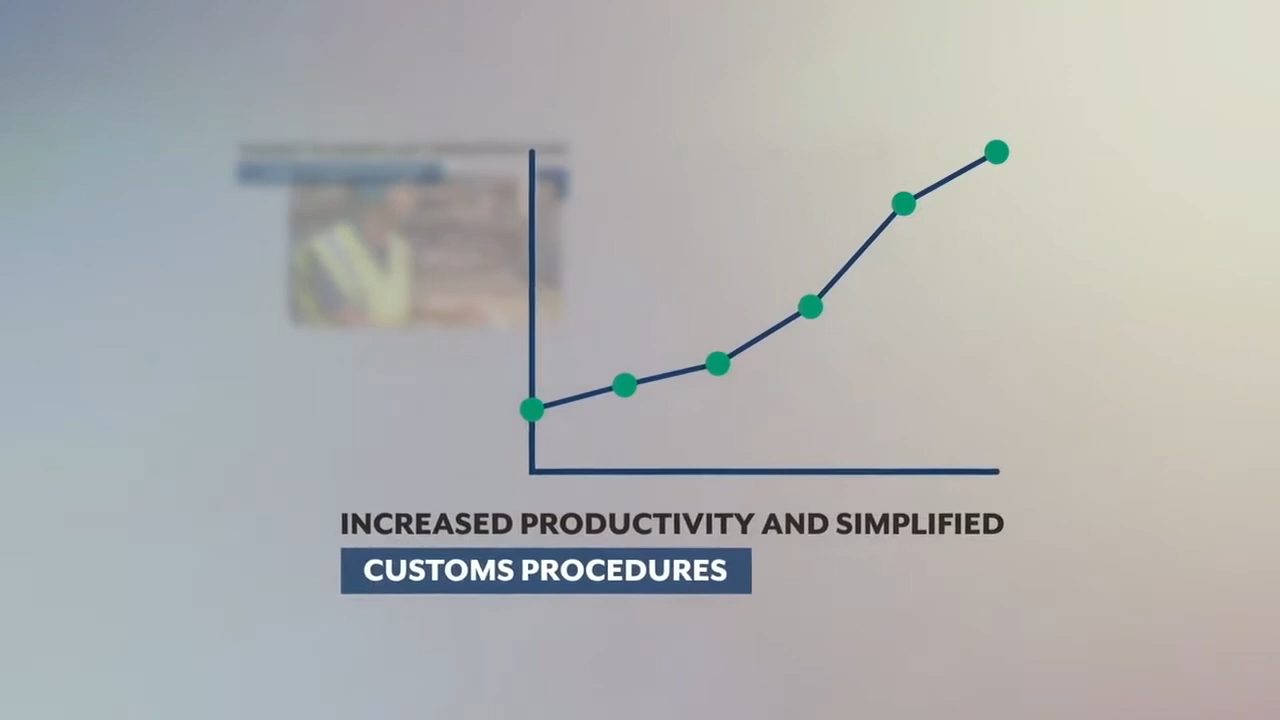 INCREASED PRODUCTIVITY AND SIMPLIFIED
CUSTOMS PROCEDURES